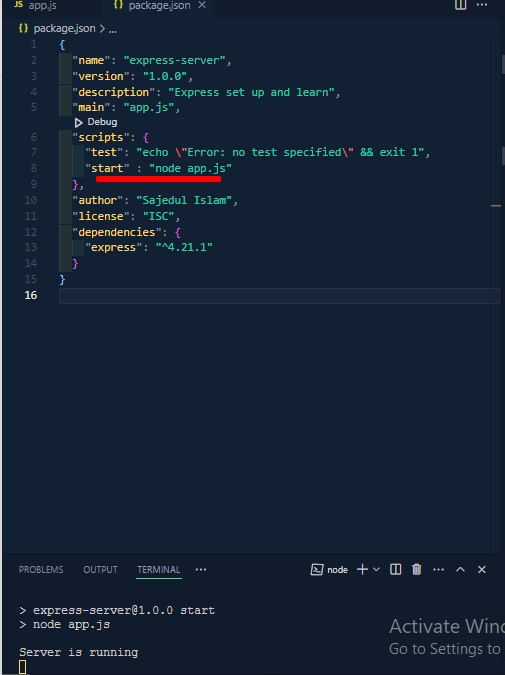 JS app.js
{} package.json ×
{} package.json > ...
1 {
2 "name": "express-server",
3 "version": "1.0.0",
4 "description": "Express set up and learn",
5 "main": "app.js",
Debug
6 "scripts": {
7 "test": "echo \"Error: no test specified\" && exit 1",
8 "start" : "node app.js"
9 },
10 "author": "Sajedul Islam",
11 "license": "ISC",
12 "dependencies": {
13 "express": "^4.21.1"
14 }
15 }
16
PROBLEMS OUTPUT TERMINAL ... node
> express-server@1.0.0 start
> node app.js
Server is running
Activate Wind
Go to Settings to